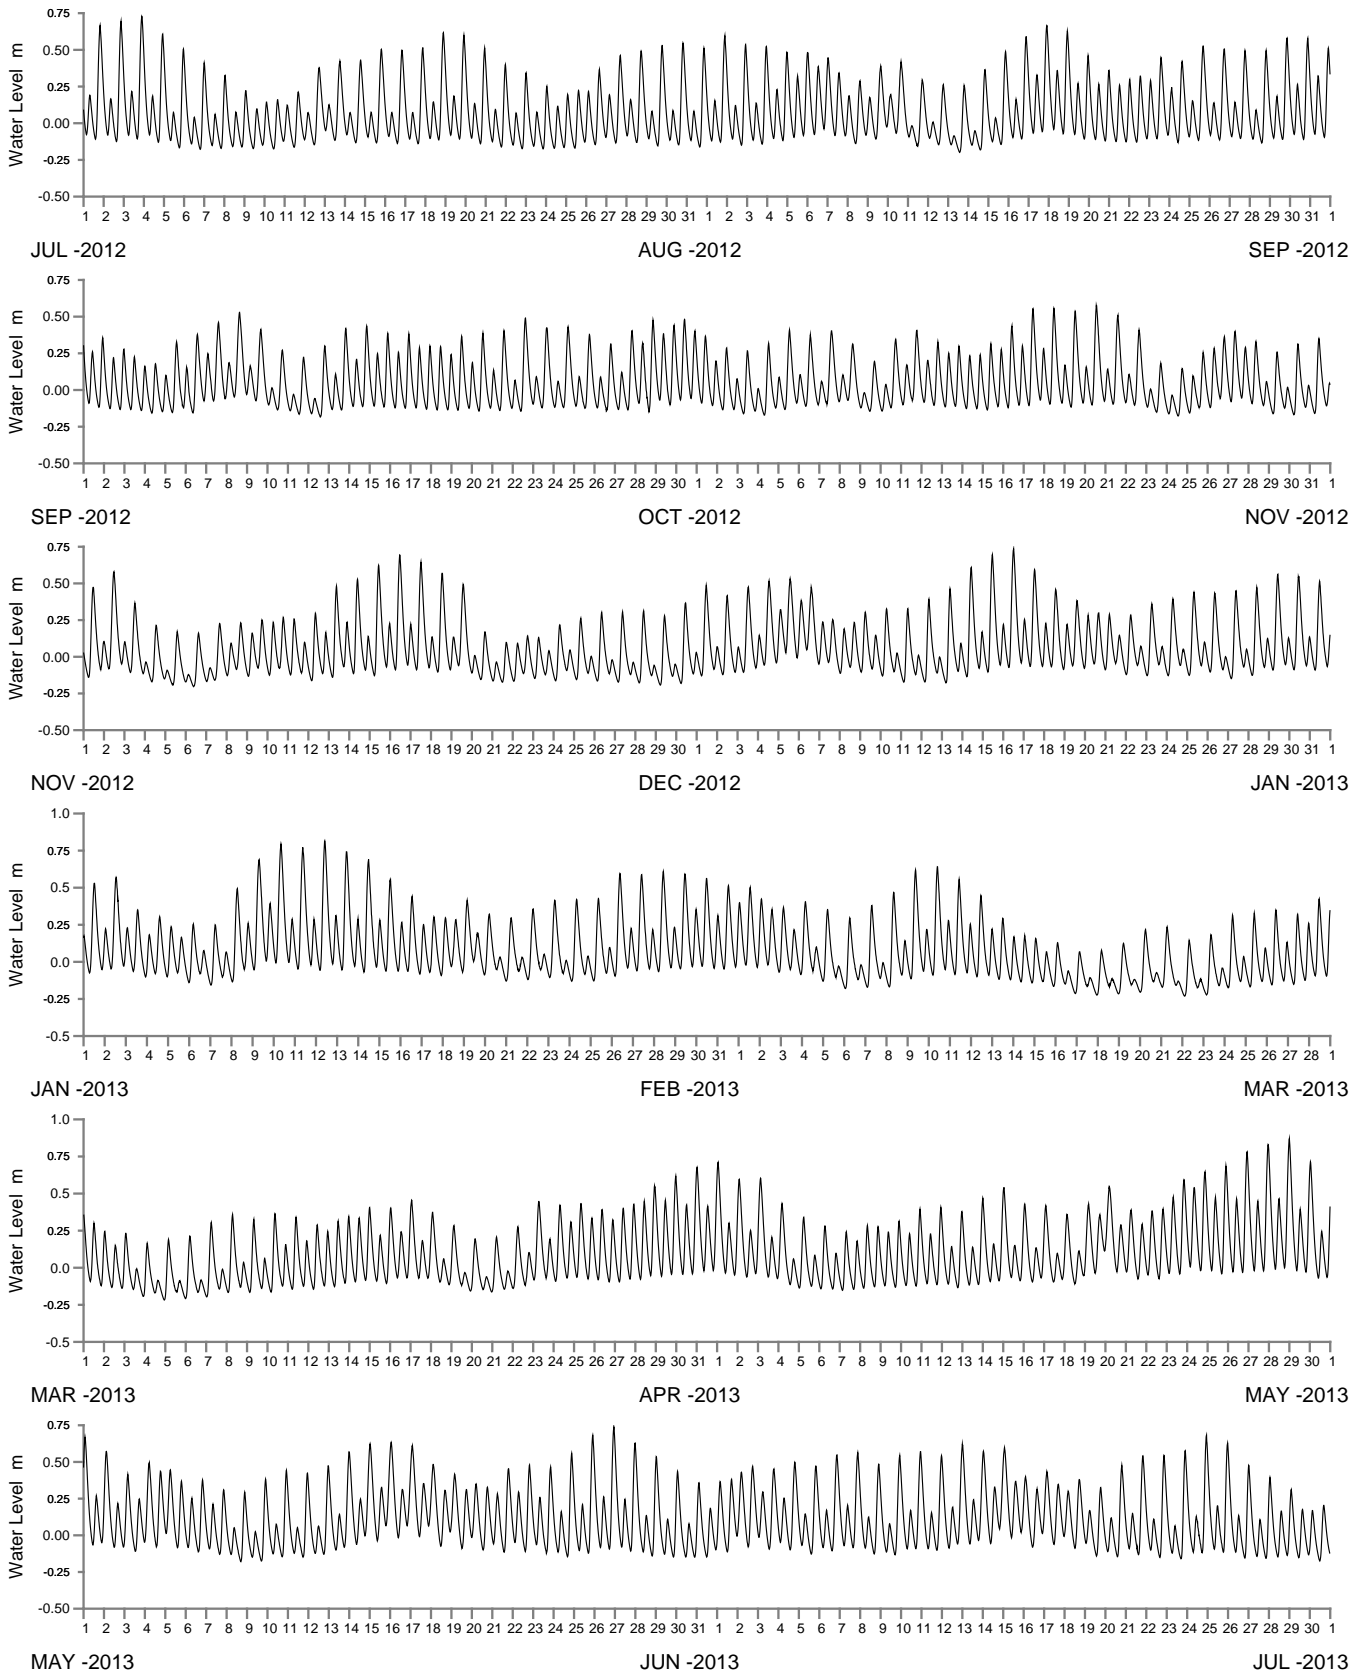 0.75
0.50
0.25
0.00
-0.25
-0.50
Water Level m
1 2 3 4 5 6 7 8 9 10 11 12 13 14 15 16 17 18 19 20 21 22 23 24 25 26 27 28 29 30 31 1 2 3 4 5 6 7 8 9 10 11 12 13 14 15 16 17 18 19 20 21 22 23 24 25 26 27 28 29 30 31 1
JUL -2012 AUG -2012 SEP -2012
0.75
0.50
0.25
0.00
-0.25
-0.50
Water Level m
1 2 3 4 5 6 7 8 9 10 11 12 13 14 15 16 17 18 19 20 21 22 23 24 25 26 27 28 29 30 1 2 3 4 5 6 7 8 9 10 11 12 13 14 15 16 17 18 19 20 21 22 23 24 25 26 27 28 29 30 31 1
SEP -2012 OCT -2012 NOV -2012
0.75
0.50
0.25
0.00
-0.25
-0.50
Water Level m
1 2 3 4 5 6 7 8 9 10 11 12 13 14 15 16 17 18 19 20 21 22 23 24 25 26 27 28 29 30 1 2 3 4 5 6 7 8 9 10 11 12 13 14 15 16 17 18 19 20 21 22 23 24 25 26 27 28 29 30 31 1
NOV -2012 DEC -2012 JAN -2013
1.0
0.75
0.5
0.25
0.0
-0.25
-0.5
Water Level m
1 2 3 4 5 6 7 8 9 10 11 12 13 14 15 16 17 18 19 20 21 22 23 24 25 26 27 28 29 30 31 1 2 3 4 5 6 7 8 9 10 11 12 13 14 15 16 17 18 19 20 21 22 23 24 25 26 27 28 1
JAN -2013 FEB -2013 MAR -2013
1.0
0.75
0.5
0.25
0.0
-0.25
-0.5
Water Level m
1 2 3 4 5 6 7 8 9 10 11 12 13 14 15 16 17 18 19 20 21 22 23 24 25 26 27 28 29 30 31 1 2 3 4 5 6 7 8 9 10 11 12 13 14 15 16 17 18 19 20 21 22 23 24 25 26 27 28 29 30 1
MAR -2013 APR -2013 MAY -2013
0.75
0.50
0.25
0.00
-0.25
-0.50
Water Level m
1 2 3 4 5 6 7 8 9 10 11 12 13 14 15 16 17 18 19 20 21 22 23 24 25 26 27 28 29 30 31 1 2 3 4 5 6 7 8 9 10 11 12 13 14 15 16 17 18 19 20 21 22 23 24 25 26 27 28 29 30 1
MAY -2013 JUN -2013 JUL -2013